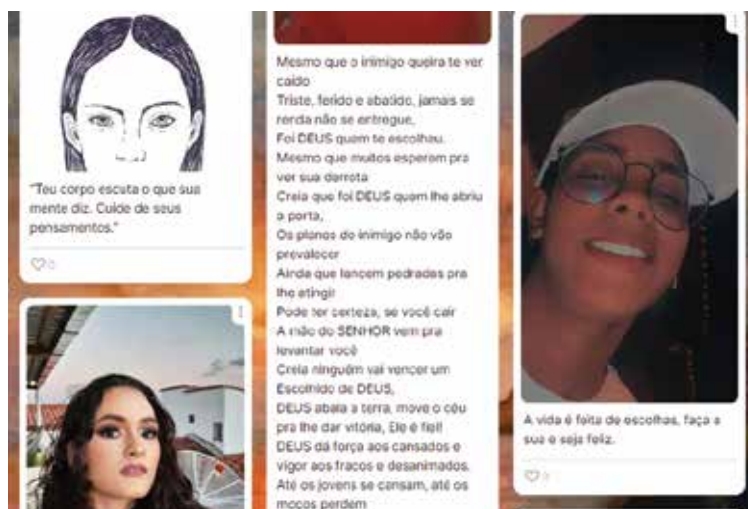 "Teu corpo escuta o que sua
mente diz. Cuide de seus
pensamentos."
0
Mesmo que o inimigo queira te ver
caído
Triste, ferido e abatido, jamais se
renda não se entregue,
Foi DEUS quem te escolheu.
Mesmo que muitos esperem pra
ver sua derrota
Creia que foi DEUS quem lhe abriu
a porta,
Os planos do inimigo não vão
prevalecer
Ainda que lancem pedradas pra
lhe atingir
Pode ter certeza, se você cair
A mão do SENHOR vem pra
levantar você
Creia ninguém vai vencer um
Escolhido de DEUS,
DEUS abala a terra, move o céu
pra lhe dar vitória, Ele é fiel!
DEUS dá força aos cansados e
vigor aos fracos e desanimados.
Até os jovens se cansam, até os
moços perdem
A vida é feita de escolhas, faça a
sua e seja feliz.
0